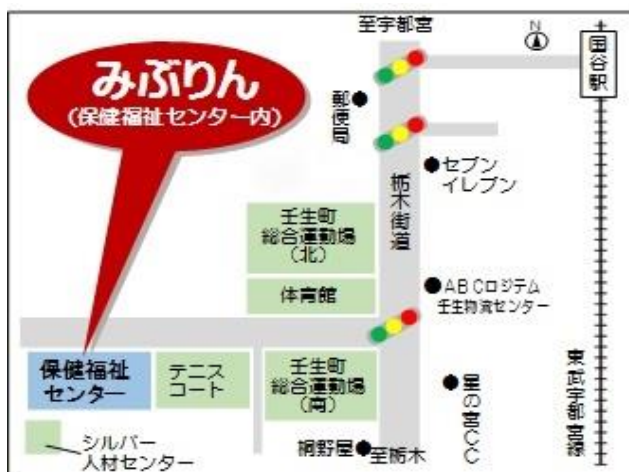 至宇都宮
N
国谷駅
みぶりん
(保健福祉センター内)
郵便局
セブン
イレブン
栃木街道
壬生町
総合運動場
(北)
体育館
ABCロジテム
壬生物流センター
保健福祉
センター
テニス
コート
壬生町
総合運動場
(南)
星の宮CC
東武宇都宮線
シルバー
人材センター
桐野屋
至栃木